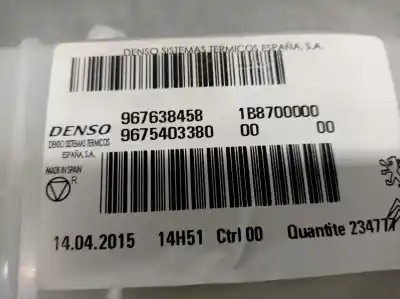 DENSO SISTEMAS TERMICOS ESPAÑA, S.A.
967638458 1B8700000
DENSO 9675403380 00 00
DENSO SISTEMAS TERMICOS
ESPAÑA, S.A.
MADE IN SPAIN
R
14.04.2015 14H51 Ctrl 00 Quantite 234777